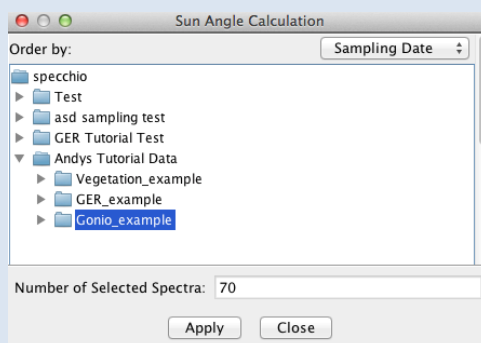 Sun Angle Calculation
Order by: Sampling Date
specchio
Test
asd sampling test
GER Tutorial Test
Andys Tutorial Data
Vegetation_example
GER_example
Gonio_example
Number of Selected Spectra: 70
Apply Close